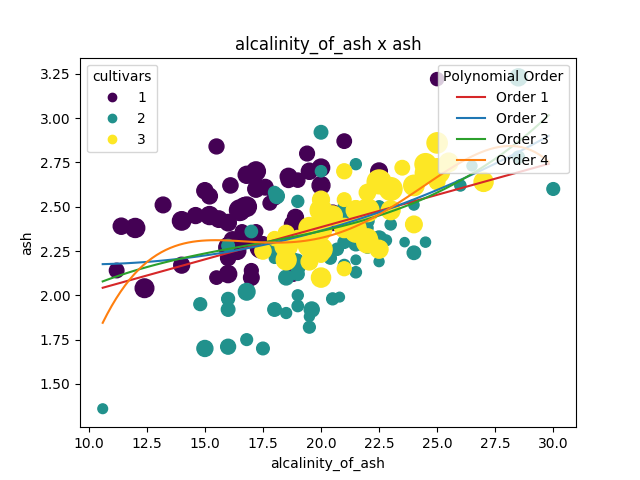 alcalinity_of_ash x ash
cultivars
1
2
3
Polynomial Order
Order 1
Order 2
Order 3
Order 4
3.25
3.00
2.75
2.50
2.25
2.00
1.75
1.50
ash
10.0 12.5 15.0 17.5 20.0 22.5 25.0 27.5 30.0
alcalinity_of_ash